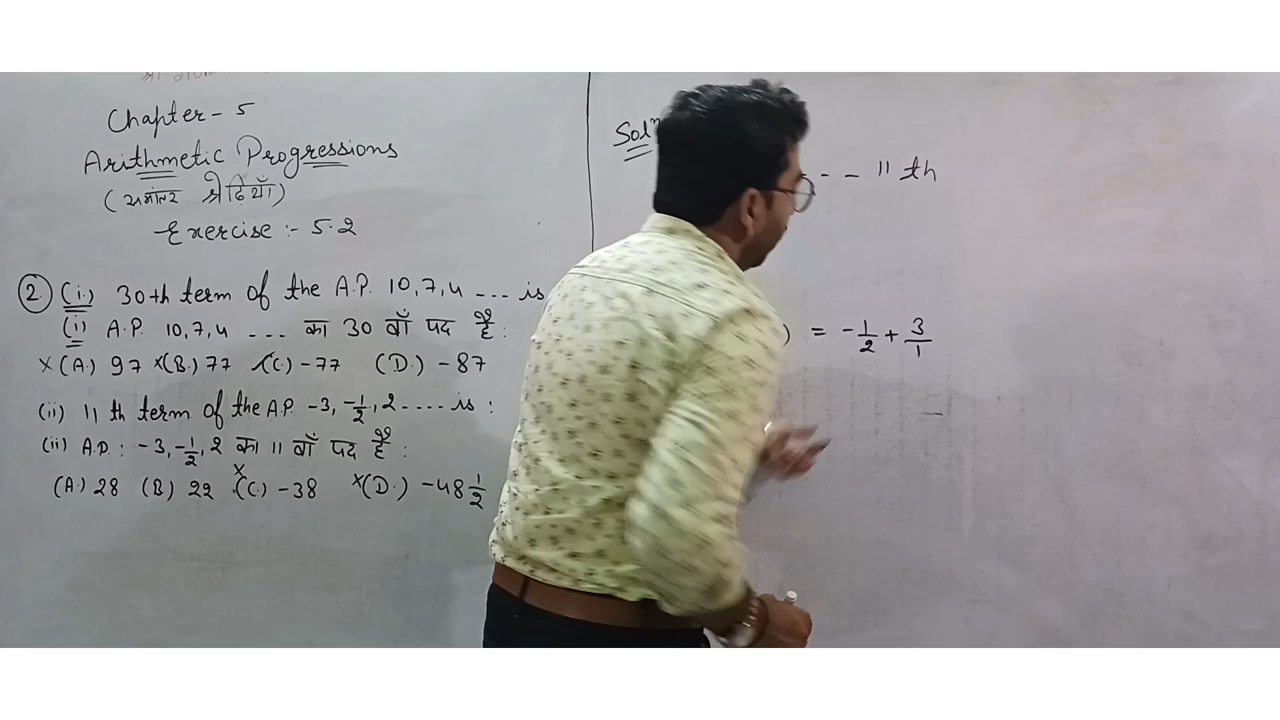 Chapter - 5
Arithmetic Progressions
(समांतर श्रेढियाँ)
Exercise :- 5.2
2. (i.) 30th term of the A.P. 10, 7, 4 --- is
(i) A.P. 10, 7, 4 --- का 30 वाँ पद है :
×(A.) 97 ×(B.) 77 (C.) -77 (D.) -87
(ii) 11 th term of the A.P. -3, -1/2, 2 ---- is :
(ii) A.P. : -3, -1/2, 2 का 11 वाँ पद है :
(A.) 28 (B) 22 ×(C.) -38 ×(D.) -48 1/2
Solⁿ
- - 11 th
) = -1/2 + 3/1